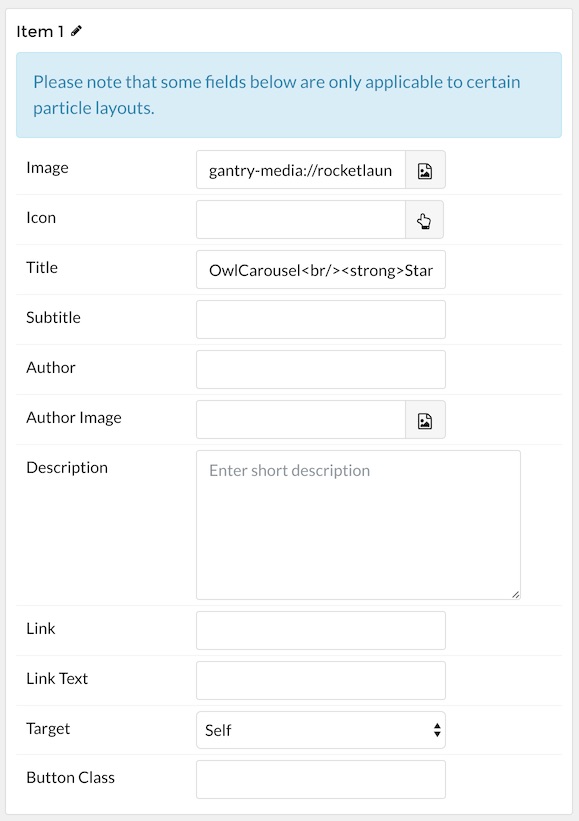 Item 1
Please note that some fields below are only applicable to certain
particle layouts.
Image
gantry-media://rocketlaun
Icon
Title
OwlCarousel<br/><strong>Star
Subtitle
Author
Author Image
Description
Enter short description
Link
Link Text
Target
Self
Button Class